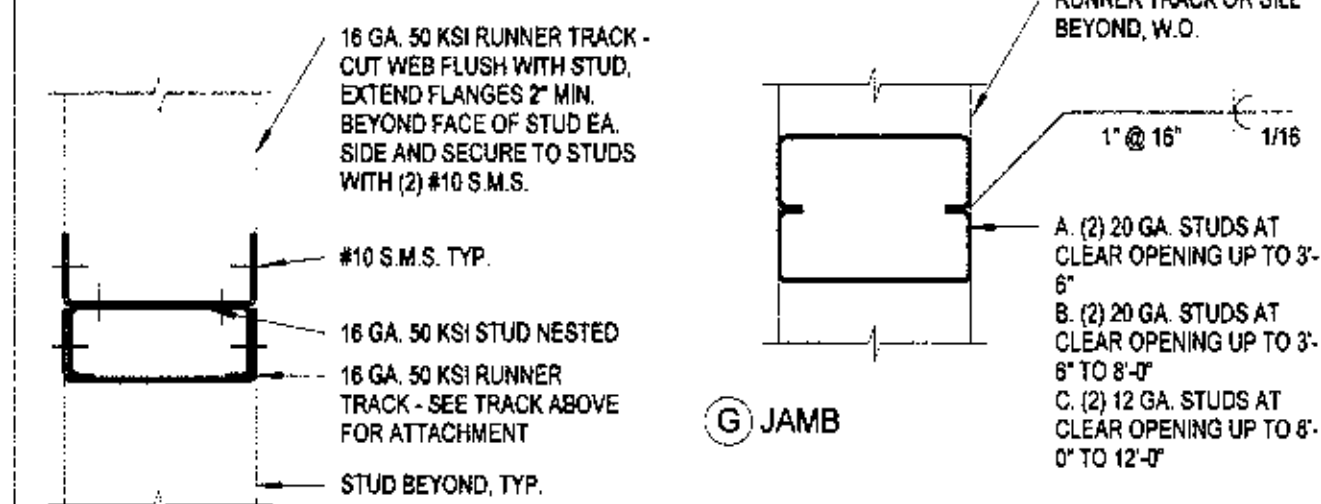 16 GA. 50 KSI RUNNER TRACK -
CUT WEB FLUSH WITH STUD,
EXTEND FLANGES 2" MIN.
BEYOND FACE OF STUD EA.
SIDE AND SECURE TO STUDS
WITH (2) #10 S.M.S.
#10 S.M.S. TYP.
16 GA. 50 KSI STUD NESTED
16 GA. 50 KSI RUNNER
TRACK - SEE TRACK ABOVE
FOR ATTACHMENT
STUD BEYOND, TYP.
RUNNER TRACK OR SILL
BEYOND, W.O.
1" @ 16"
1/16
A. (2) 20 GA. STUDS AT
CLEAR OPENING UP TO 3'-
6"
B. (2) 20 GA. STUDS AT
CLEAR OPENING UP TO 3'-
6" TO 8'-0"
C. (2) 12 GA. STUDS AT
CLEAR OPENING UP TO 8'-
0" TO 12'-0"
G JAMB